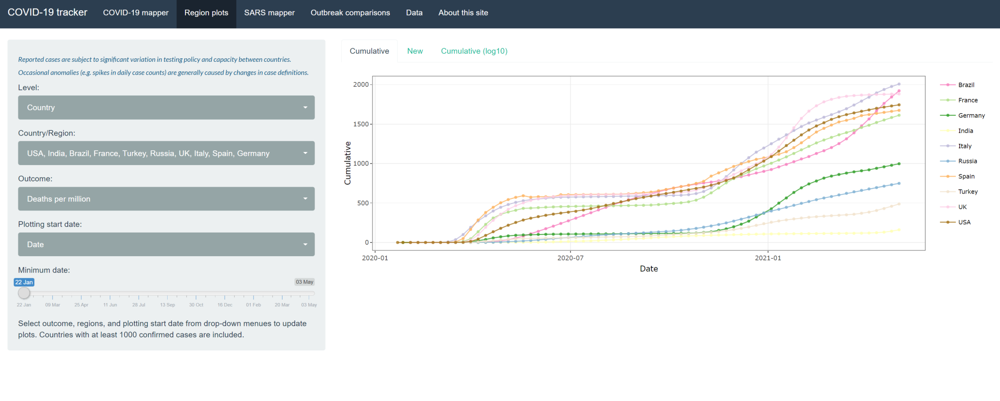 COVID-19 tracker COVID-19 mapper Region plots SARS mapper Outbreak comparisons Data About this site
Reported cases are subject to significant variation in testing policy and capacity between countries.
Occasional anomalies (e.g. spikes in daily case counts) are generally caused by changes in case definitions.
Level:
Country
Country/Region:
USA, India, Brazil, France, Turkey, Russia, UK, Italy, Spain, Germany
Outcome:
Deaths per million
Plotting start date:
Date
Minimum date:
22 Jan 03 May
22 Jan 09 Mar 25 Apr 11 Jun 28 Jul 13 Sep 30 Oct 16 Dec 01 Feb 20 Mar 03 May
Select outcome, regions, and plotting start date from drop-down menues to update
plots. Countries with at least 1000 confirmed cases are included.
Cumulative New Cumulative (log10)
Cumulative
2000
1500
1000
500
0
2020-01 2020-07 2021-01
Date
Brazil
France
Germany
India
Italy
Russia
Spain
Turkey
UK
USA